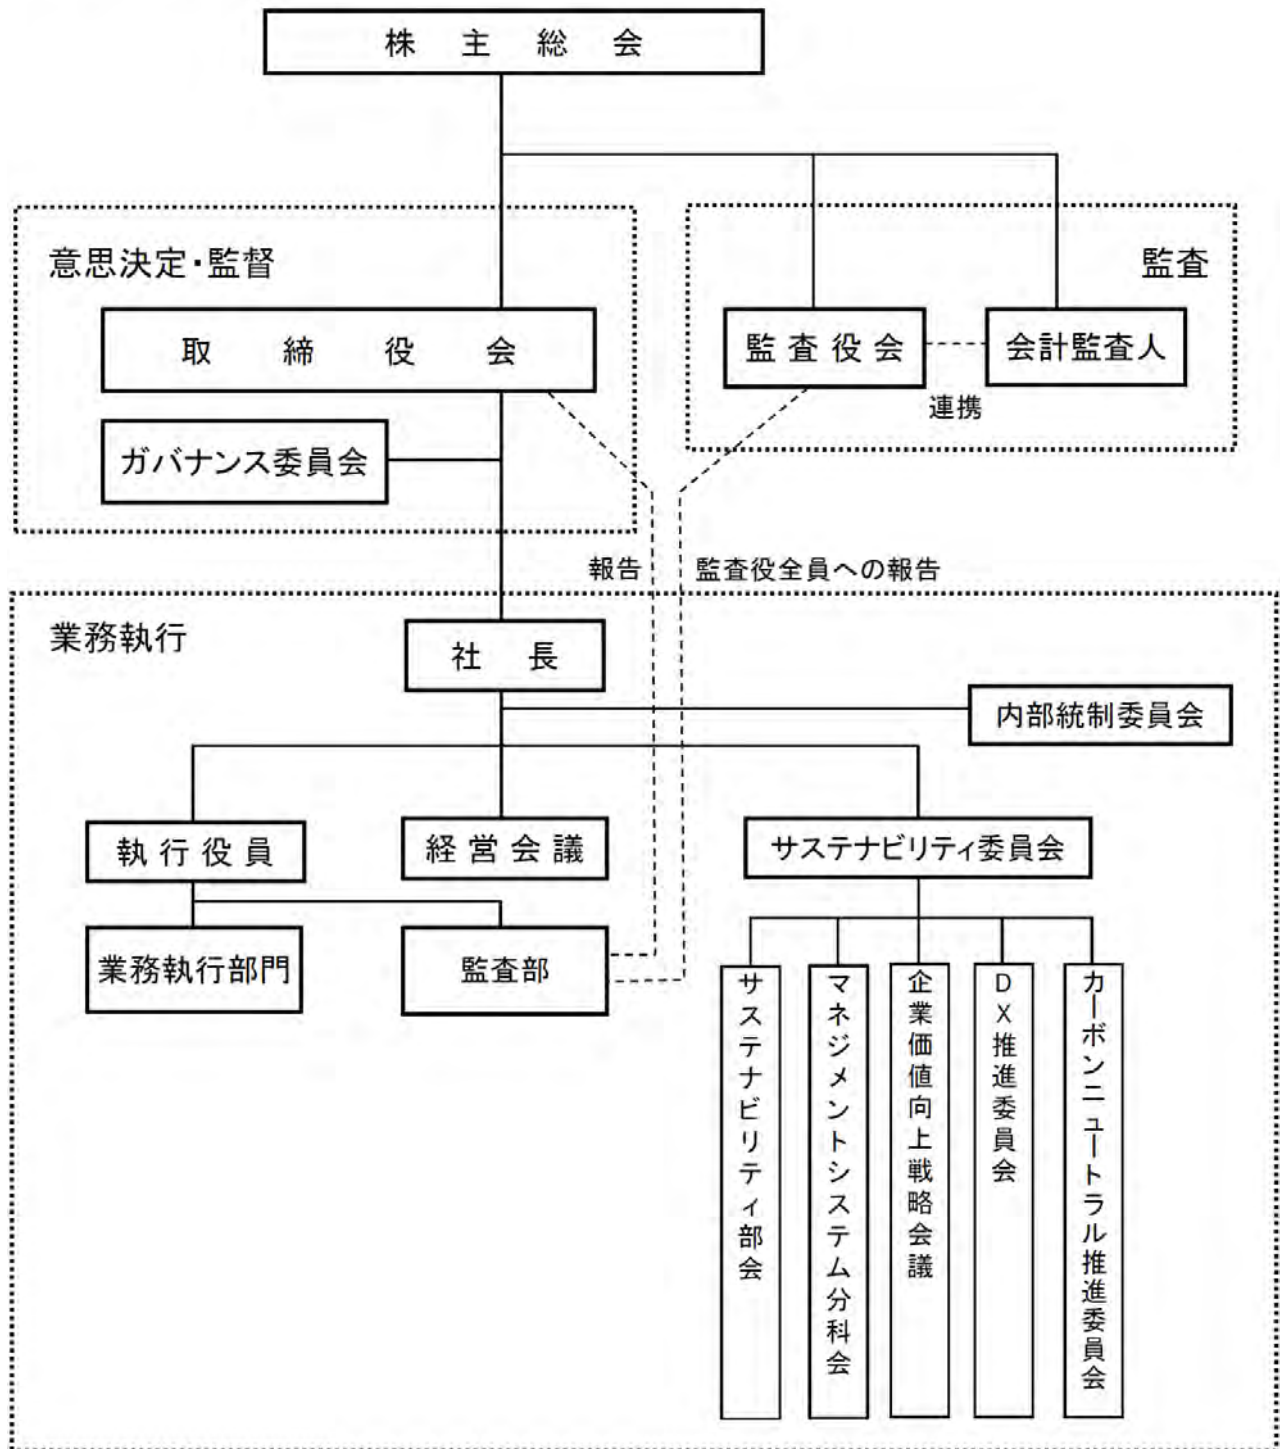 株主総会
意思決定・監督
監査
取締役会
監査役会
会計監査人
連携
ガバナンス委員会
報告
監査役全員への報告
業務執行
社長
内部統制委員会
執行役員
経営会議
サステナビリティ委員会
業務執行部門
監査部
サステナビリティ部会
マネジメントシステム分科会
企業価値向上戦略会議
DX推進委員会
カーボンニュートラル推進委員会